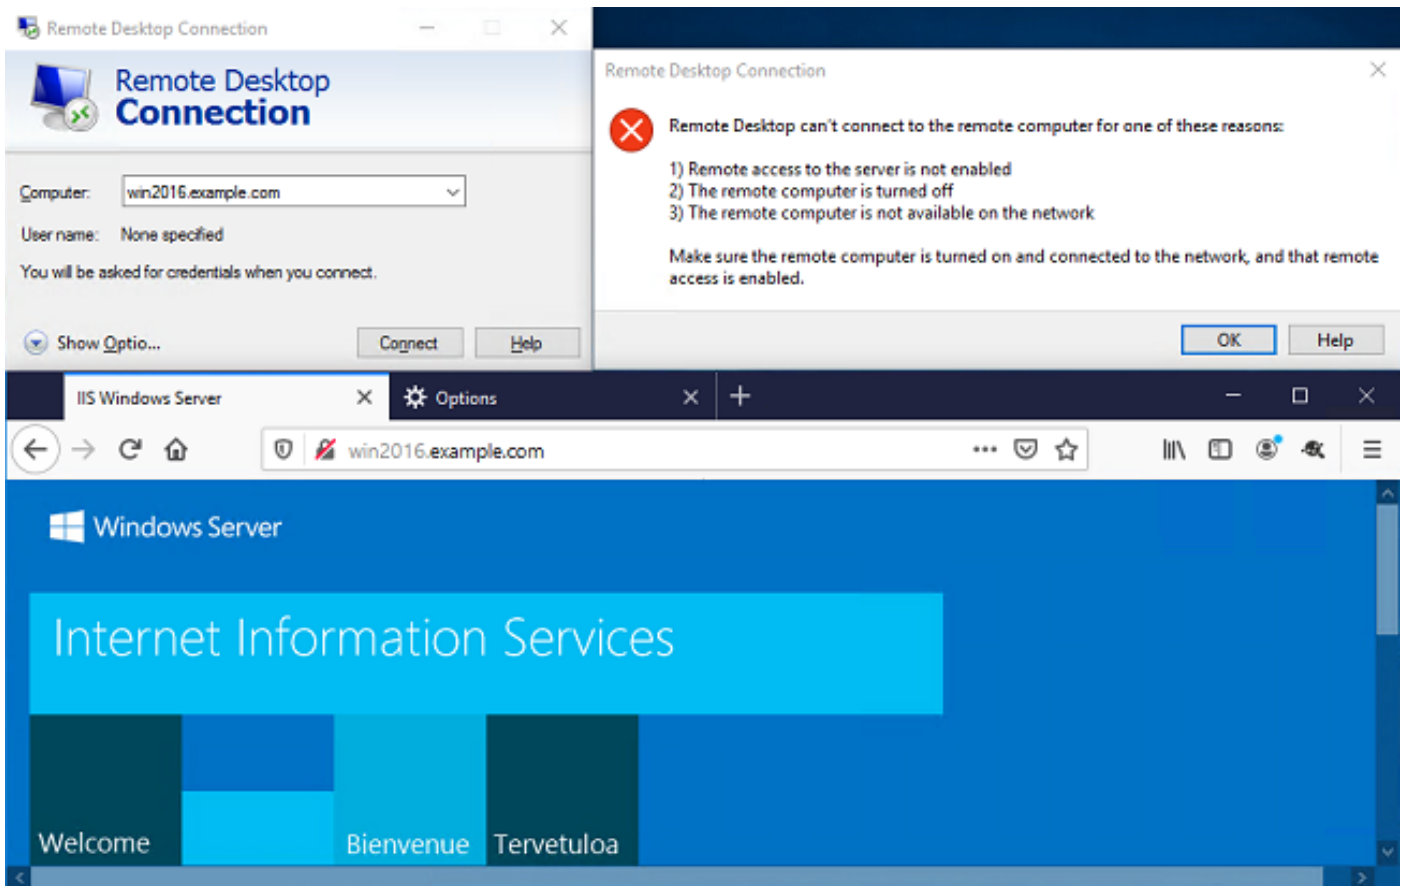 Remote Desktop Connection
Remote Desktop
Connection
Computer:
win2016.example.com
User name:
None specified
You will be asked for credentials when you connect.
Show Optio...
Connect
Help
Remote Desktop Connection
Remote Desktop can't connect to the remote computer for one of these reasons:
1) Remote access to the server is not enabled
2) The remote computer is turned off
3) The remote computer is not available on the network
Make sure the remote computer is turned on and connected to the network, and that remote
access is enabled.
OK
Help
IIS Windows Server
Options
win2016.example.com
Windows Server
Internet Information Services
Welcome
Bienvenue
Tervetuloa